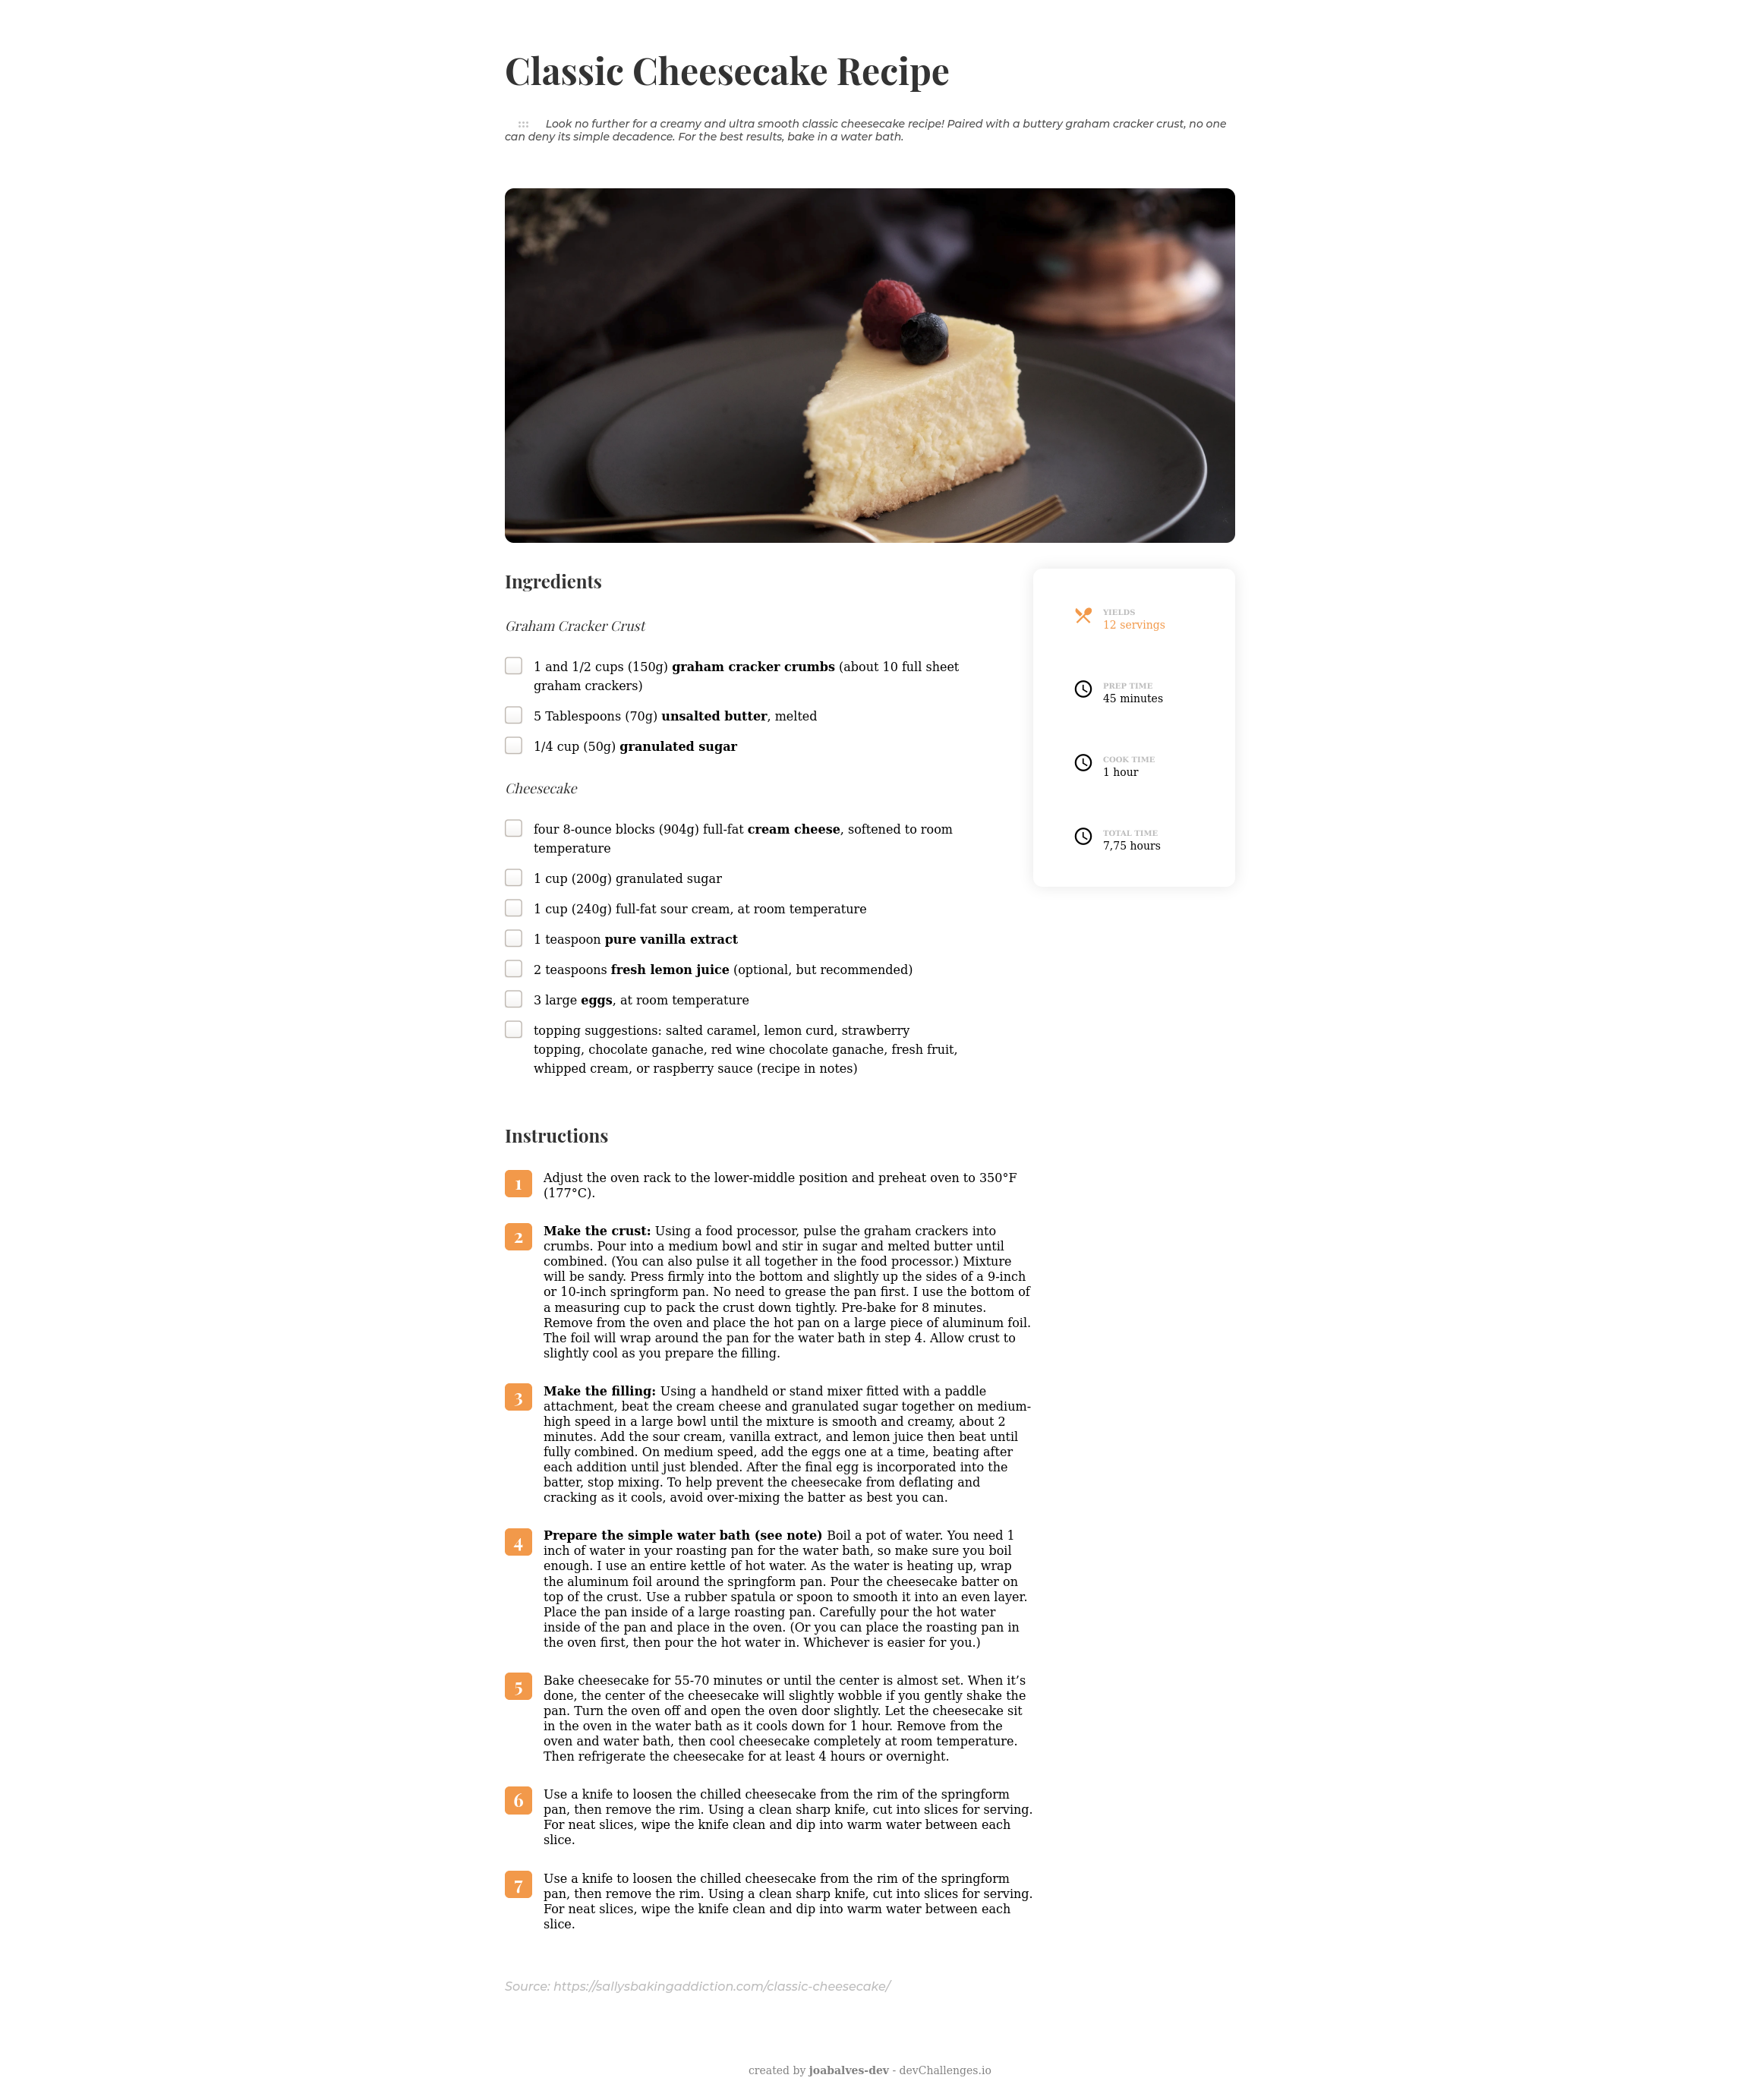 Classic Cheesecake Recipe
Look no further for a creamy and ultra smooth classic cheesecake recipe! Paired with a buttery graham cracker crust, no one
can deny its simple decadence. For the best results, bake in a water bath.
Ingredients
Graham Cracker Crust
1 and 1/2 cups (150g) graham cracker crumbs (about 10 full sheet
graham crackers)
5 Tablespoons (70g) unsalted butter, melted
1/4 cup (50g) granulated sugar
Cheesecake
four 8-ounce blocks (904g) full-fat cream cheese, softened to room
temperature
1 cup (200g) granulated sugar
1 cup (240g) full-fat sour cream, at room temperature
1 teaspoon pure vanilla extract
2 teaspoons fresh lemon juice (optional, but recommended)
3 large eggs, at room temperature
topping suggestions: salted caramel, lemon curd, strawberry
topping, chocolate ganache, red wine chocolate ganache, fresh fruit,
whipped cream, or raspberry sauce (recipe in notes)
YIELDS
12 servings
PREP TIME
45 minutes
COOK TIME
1 hour
TOTAL TIME
7,75 hours
Instructions
1 Adjust the oven rack to the lower-middle position and preheat oven to 350°F
(177°C).
2 Make the crust: Using a food processor, pulse the graham crackers into
crumbs. Pour into a medium bowl and stir in sugar and melted butter until
combined. (You can also pulse it all together in the food processor.) Mixture
will be sandy. Press firmly into the bottom and slightly up the sides of a 9-inch
or 10-inch springform pan. No need to grease the pan first. I use the bottom of
a measuring cup to pack the crust down tightly. Pre-bake for 8 minutes.
Remove from the oven and place the hot pan on a large piece of aluminum foil.
The foil will wrap around the pan for the water bath in step 4. Allow crust to
slightly cool as you prepare the filling.
3 Make the filling: Using a handheld or stand mixer fitted with a paddle
attachment, beat the cream cheese and granulated sugar together on medium-
high speed in a large bowl until the mixture is smooth and creamy, about 2
minutes. Add the sour cream, vanilla extract, and lemon juice then beat until
fully combined. On medium speed, add the eggs one at a time, beating after
each addition until just blended. After the final egg is incorporated into the
batter, stop mixing. To help prevent the cheesecake from deflating and
cracking as it cools, avoid over-mixing the batter as best you can.
4 Prepare the simple water bath (see note) Boil a pot of water. You need 1
inch of water in your roasting pan for the water bath, so make sure you boil
enough. I use an entire kettle of hot water. As the water is heating up, wrap
the aluminum foil around the springform pan. Pour the cheesecake batter on
top of the crust. Use a rubber spatula or spoon to smooth it into an even layer.
Place the pan inside of a large roasting pan. Carefully pour the hot water
inside of the pan and place in the oven. (Or you can place the roasting pan in
the oven first, then pour the hot water in. Whichever is easier for you.)
5 Bake cheesecake for 55-70 minutes or until the center is almost set. When it’s
done, the center of the cheesecake will slightly wobble if you gently shake the
pan. Turn the oven off and open the oven door slightly. Let the cheesecake sit
in the oven in the water bath as it cools down for 1 hour. Remove from the
oven and water bath, then cool cheesecake completely at room temperature.
Then refrigerate the cheesecake for at least 4 hours or overnight.
6 Use a knife to loosen the chilled cheesecake from the rim of the springform
pan, then remove the rim. Using a clean sharp knife, cut into slices for serving.
For neat slices, wipe the knife clean and dip into warm water between each
slice.
7 Use a knife to loosen the chilled cheesecake from the rim of the springform
pan, then remove the rim. Using a clean sharp knife, cut into slices for serving.
For neat slices, wipe the knife clean and dip into warm water between each
slice.
Source: https://sallysbakingaddiction.com/classic-cheesecake/
created by joabalves-dev - devChallenges.io